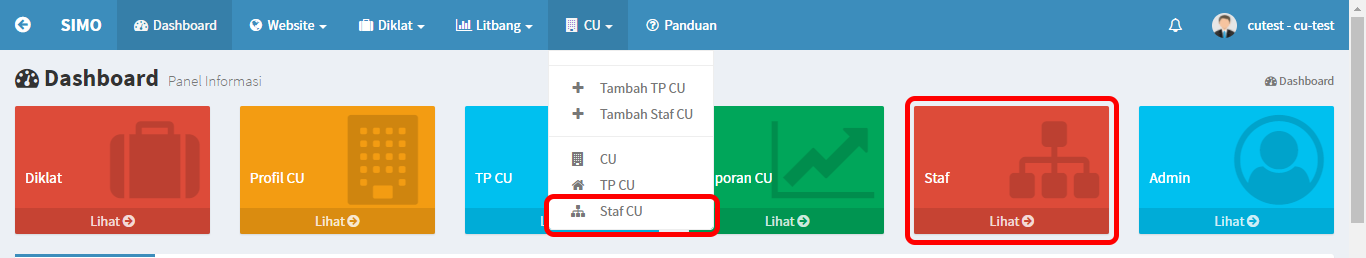 SIMO Dashboard Website Diklat Litbang CU Panduan cutest - cu-test
Dashboard Panel Informasi Dashboard
Tambah TP CU
Tambah Staf CU
CU
TP CU
Staf CU
Diklat
Lihat
Profil CU
Lihat
TP CU
poran CU
Lihat
Staf
Lihat
Admin
Lihat